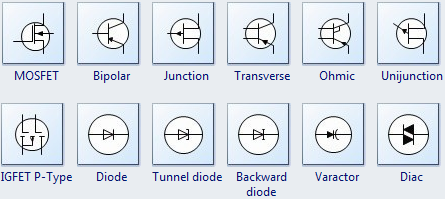 MOSFET Bipolar Junction Transverse Ohmic Unijunction
IGFET P-Type Diode Tunnel diode Backward diode Varactor Diac